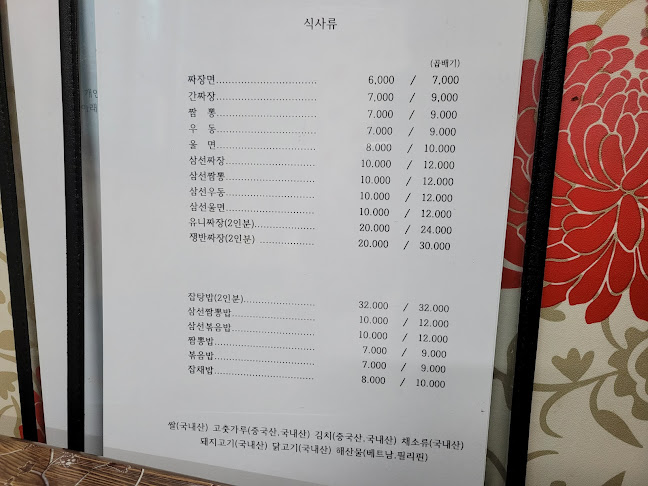 식사류
(곱배기)
짜장면 6,000 / 7,000
간짜장 7,000 / 9,000
짬 뽕 7.000 / 9.000
우 동 7.000 / 9.000
울 면 8.000 / 10.000
삼선짜장 10.000 / 12.000
삼선짬뽕 10.000 / 12.000
삼선우동 10.000 / 12.000
삼선울면 10.000 / 12.000
유니짜장(2인분) 20.000 / 24.000
쟁반짜장(2인분) 20.000 / 30.000
잡탕밥(2인분) 32.000 / 32.000
삼선짬뽕밥 10.000 / 12.000
삼선볶음밥 10.000 / 12.000
짬뽕밥 7.000 / 9.000
볶음밥 7.000 / 9.000
잡채밥 8.000 / 10.000
쌀(국내산) 고춧가루(중국산,국내산) 김치(중국산,국내산) 채소류(국내산)
돼지고기(국내산) 닭고기(국내산) 해산물(베트남,필리핀)